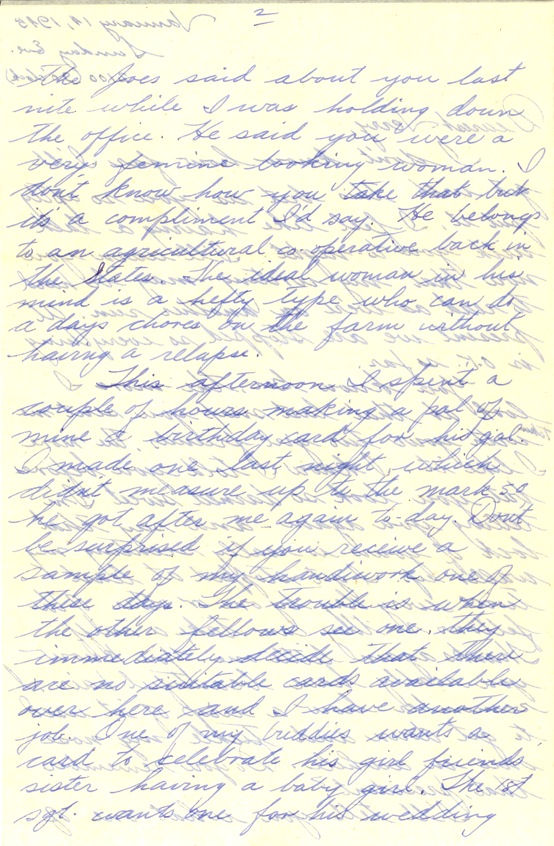 2
January 14, 1945
Sunday Eve.
The Joes said about you last
nite while I was holding down
the office. He said you were a
very femine looking woman. I
dont know how you take that but
its a compliment I'd say. He belongs
to an agricultural co-operative back in
the States. The ideal woman in his
mind is a hefty type who can do
a days chores on the farm without
having a relapse.
This afternoon I spent a
couple of hours making a pal of
mine a birthday card for his gal.
I made one last night which
didnt measure up to the mark so
he got after me again to day. Dont
be surprised if you recieve a
sample of my handiwork one of
these days. The trouble is when
the other fellows see one, they
immediately decide that there
are no suitable cards available
over here and I have another
job. One of my buddies wants a
card to celebrate his girl friends
sister having a baby girl. The 1st
sgt. wants one for his wedding